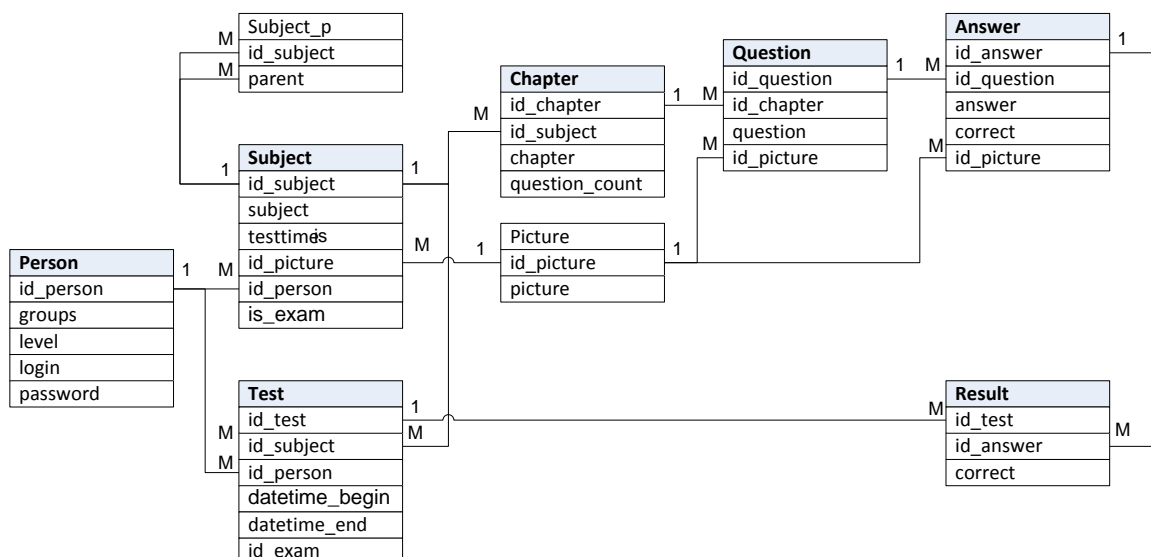 Subject_p
M id_subject
M parent
1 Subject
id_subject 1
subject
testtimeis
id_picture M
M id_person
is_exam
Person
id_person 1
groups
level
login
password
Test
id_test 1
M id_subject M
M id_person
datetime_begin
datetime_end
id_exam
Chapter
id_chapter 1
M id_subject
chapter
question_count
Picture
1 id_picture 1
picture
Question
M id_question 1
id_chapter
question
M id_picture
Answer
id_answer 1
M id_question
answer
correct
M id_picture
Result
M id_test
id_answer M
correct